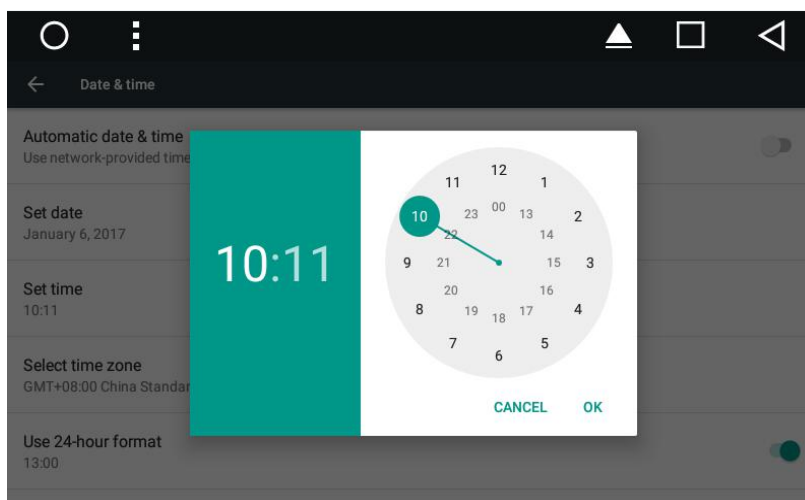 Date & time
Automatic date & time
Use network-provided time
Set date
January 6, 2017
Set time
10:11
Select time zone
GMT+08:00 China Standar
Use 24-hour format
13:00
10:11
12
11
1
10
23
00
13
2
22
14
9
21
15
3
20
16
8
19
18
17
4
7
6
5
CANCEL
OK